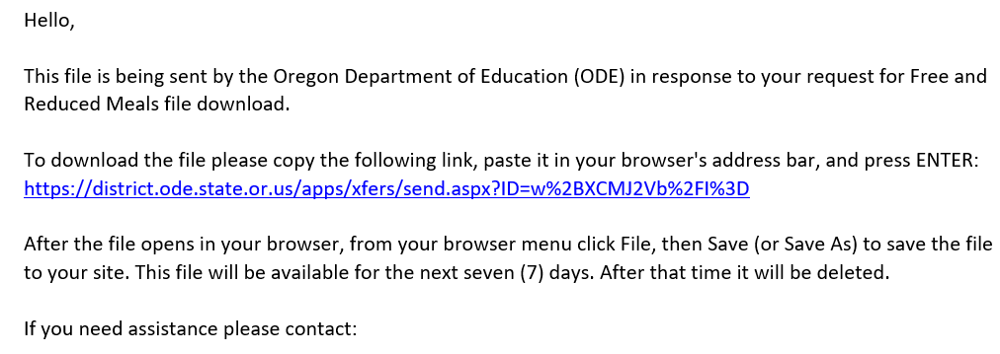 Hello,
This file is being sent by the Oregon Department of Education (ODE) in response to your request for Free and
Reduced Meals file download.
To download the file please copy the following link, paste it in your browser's address bar, and press ENTER:
https://district.ode.state.or.us/apps/xfers/send.aspx?ID=w%2BXCMJ2Vb%2FI%3D
After the file opens in your browser, from your browser menu click File, then Save (or Save As) to save the file
to your site. This file will be available for the next seven (7) days. After that time it will be deleted.
If you need assistance please contact: